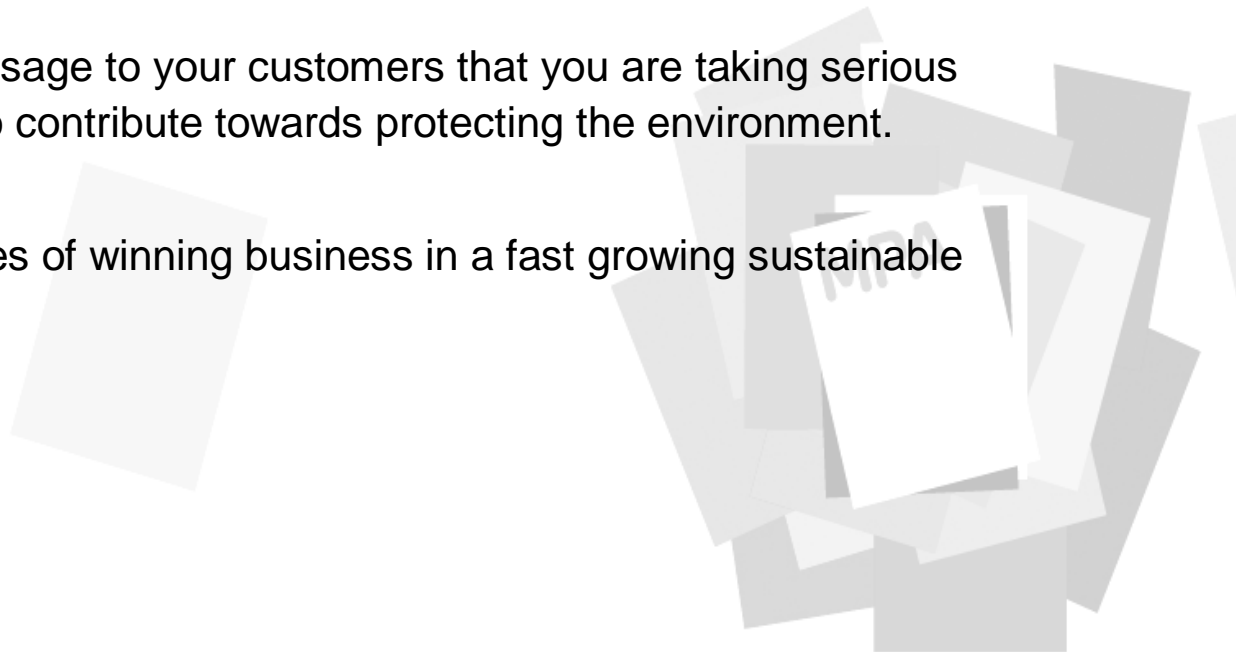 sage to your customers that you are taking serious
o contribute towards protecting the environment.
es of winning business in a fast growing sustainable
MPA